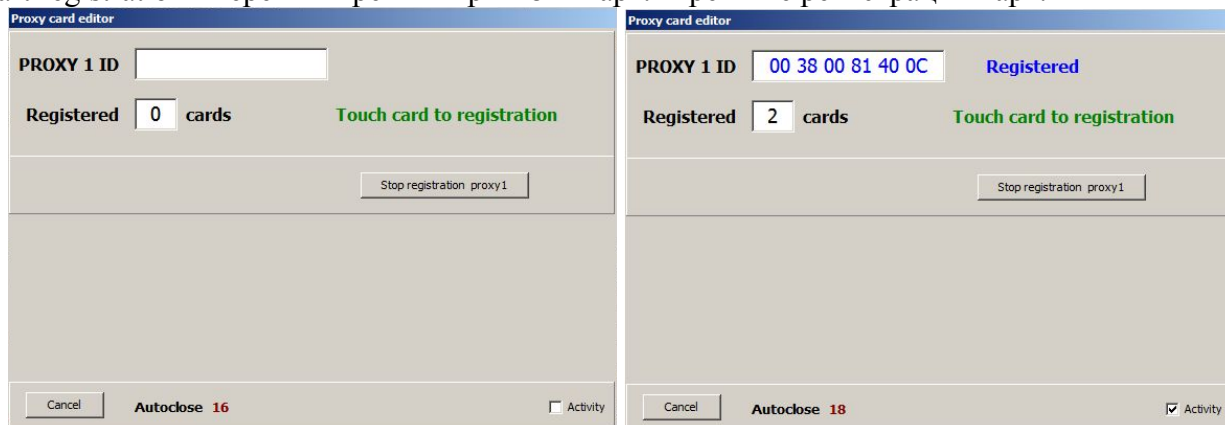 Proxy card editor
PROXY 1 ID
Registered 0 cards Touch card to registration
Stop registration proxy1
Cancel Autoclose 16 Activity
Proxy card editor
PROXY 1 ID 00 38 00 81 40 0C Registered
Registered 2 cards Touch card to registration
Stop registration proxy1
Cancel Autoclose 18 Activity